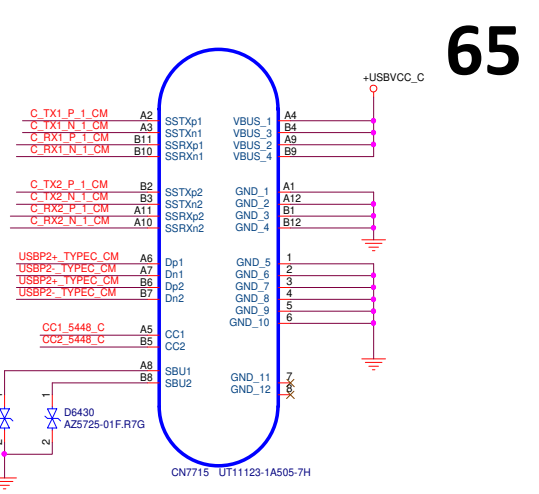 65
+USBVCC_C
C_TX1_P_1_CM A2 SSTXp1 VBUS_1 A4
C_TX1_N_1_CM A3 SSTXn1 VBUS_3 B4
C_RX1_P_1_CM B11 SSRXp1 VBUS_2 A9
C_RX1_N_1_CM B10 SSRXn1 VBUS_4 B9
C_TX2_P_1_CM B2 SSTXp2 GND_1 A1
C_TX2_N_1_CM B3 SSTXn2 GND_2 A12
C_RX2_P_1_CM A11 SSRXp2 GND_3 B1
C_RX2_N_1_CM A10 SSRXn2 GND_4 B12
USBP2+_TYPEC_CM A6 Dp1 GND_5 1
USBP2-_TYPEC_CM A7 Dn1 GND_6 2
USBP2+_TYPEC_CM B6 Dp2 GND_7 3
USBP2-_TYPEC_CM B7 Dn2 GND_8 4
GND_9 5
GND_10 6
CC1_5448_C A5 CC1
CC2_5448_C B5 CC2
A8 SBU1 GND_11 7
B8 SBU2 GND_12 8
1 1
D6430
AZ5725-01F.R7G
2 2
CN7715 UT11123-1A505-7H